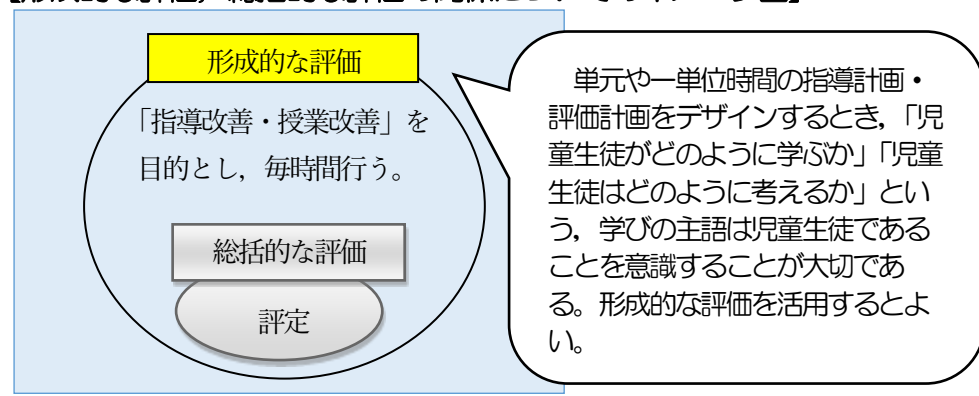 形成的な評価
「指導改善・授業改善」を
目的とし，毎時間行う。
総括的な評価
評定
単元や一単位時間の指導計画・
評価計画をデザインするとき，「児
童生徒がどのように学ぶか」「児童
生徒はどのように考えるか」とい
う，学びの主語は児童生徒である
ことを意識することが大切であ
る。形成的な評価を活用するとよ
い。